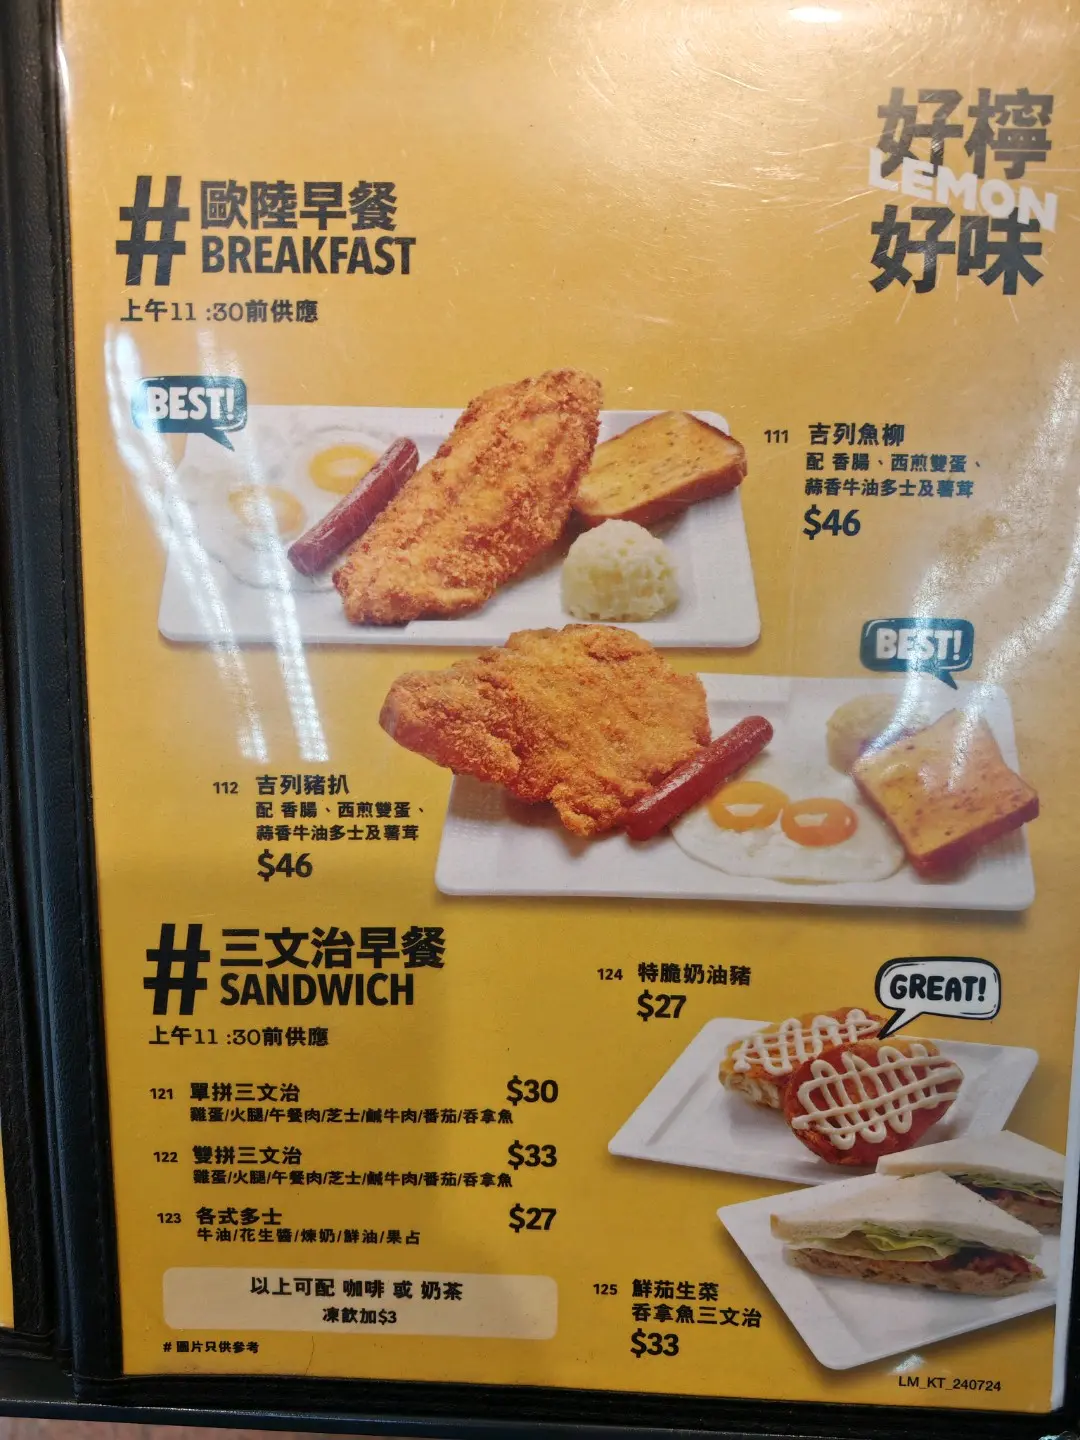 好檸
LEMON
好味
# 歐陸早餐
BREAKFAST
上午11:30前供應
BEST!
111 吉列魚柳
配 香腸、西煎雙蛋、
蒜香牛油多士及薯茸
$46
BEST!
112 吉列豬扒
配 香腸、西煎雙蛋、
蒜香牛油多士及薯茸
$46
# 三文治早餐
SANDWICH
上午11:30前供應
121 單拼三文治 $30
雞蛋/火腿/午餐肉/芝士/鹹牛肉/番茄/吞拿魚
122 雙拼三文治 $33
雞蛋/火腿/午餐肉/芝士/鹹牛肉/番茄/吞拿魚
123 各式多士 $27
牛油/花生醬/煉奶/鮮油/果占
以上可配 咖啡 或 奶茶
凍飲加$3
# 圖片只供參考
124 特脆奶油豬
$27
GREAT!
125 鮮茄生菜
吞拿魚三文治
$33
LM_KT_240724